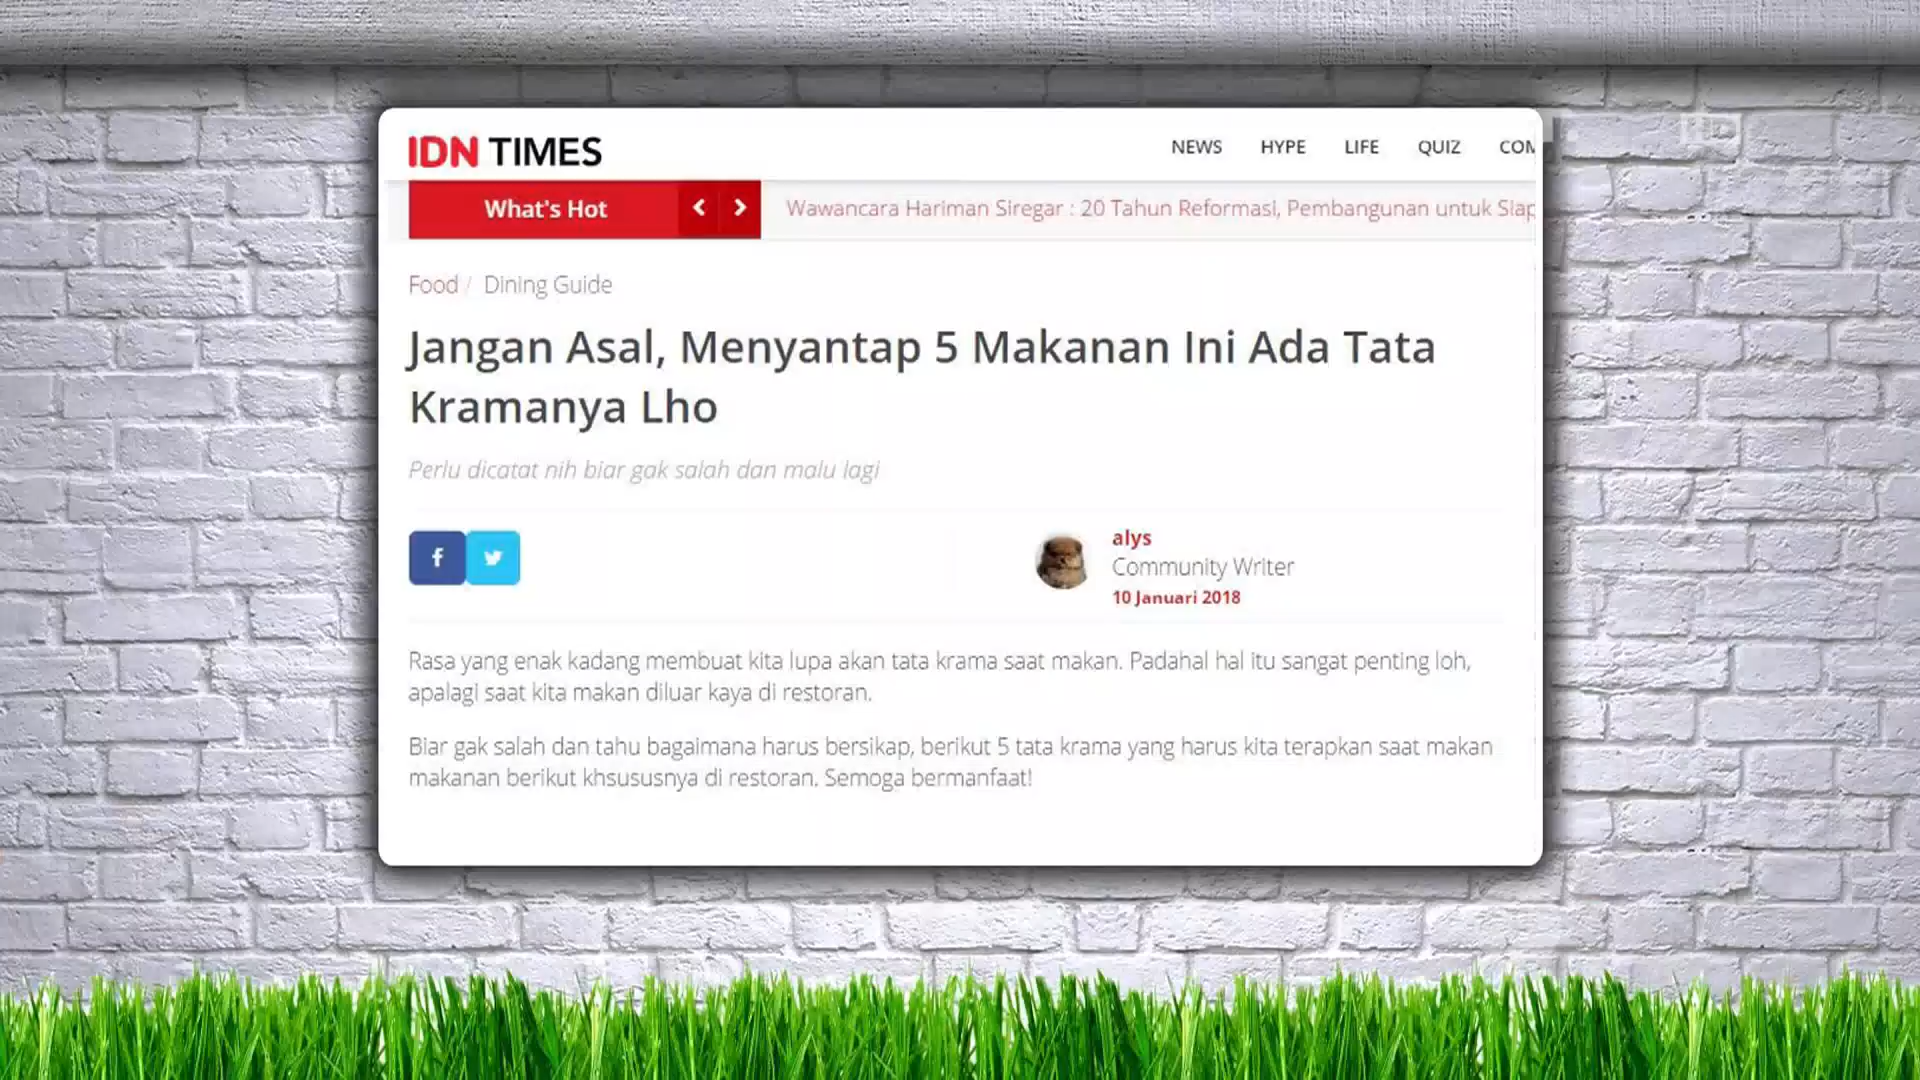 IDN TIMES
NEWS HYPE LIFE QUIZ COM
What's Hot
Wawancara Hariman Siregar : 20 Tahun Reformasi, Pembangunan untuk Siap
Food / Dining Guide
Jangan Asal, Menyantap 5 Makanan Ini Ada Tata
Kramanya Lho
Perlu dicatat nih biar gak salah dan malu lagi
alys
Community Writer
10 Januari 2018
Rasa yang enak kadang membuat kita lupa akan tata krama saat makan. Padahal hal itu sangat penting loh,
apalagi saat kita makan diluar kaya di restoran.
Biar gak salah dan tahu bagaimana harus bersikap, berikut 5 tata krama yang harus kita terapkan saat makan
makanan berikut khsususnya di restoran. Semoga bermanfaat!